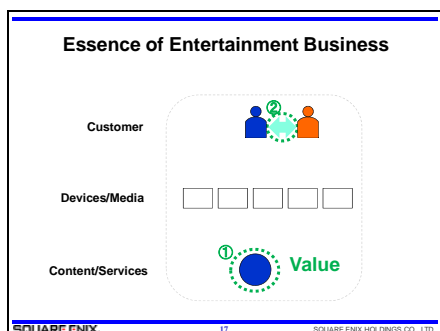 Essence of Entertainment Business
②
Customer
Devices/Media
①
Value
Content/Services
SQUARE ENIX
17
SQUARE ENIX HOLDINGS CO., LTD